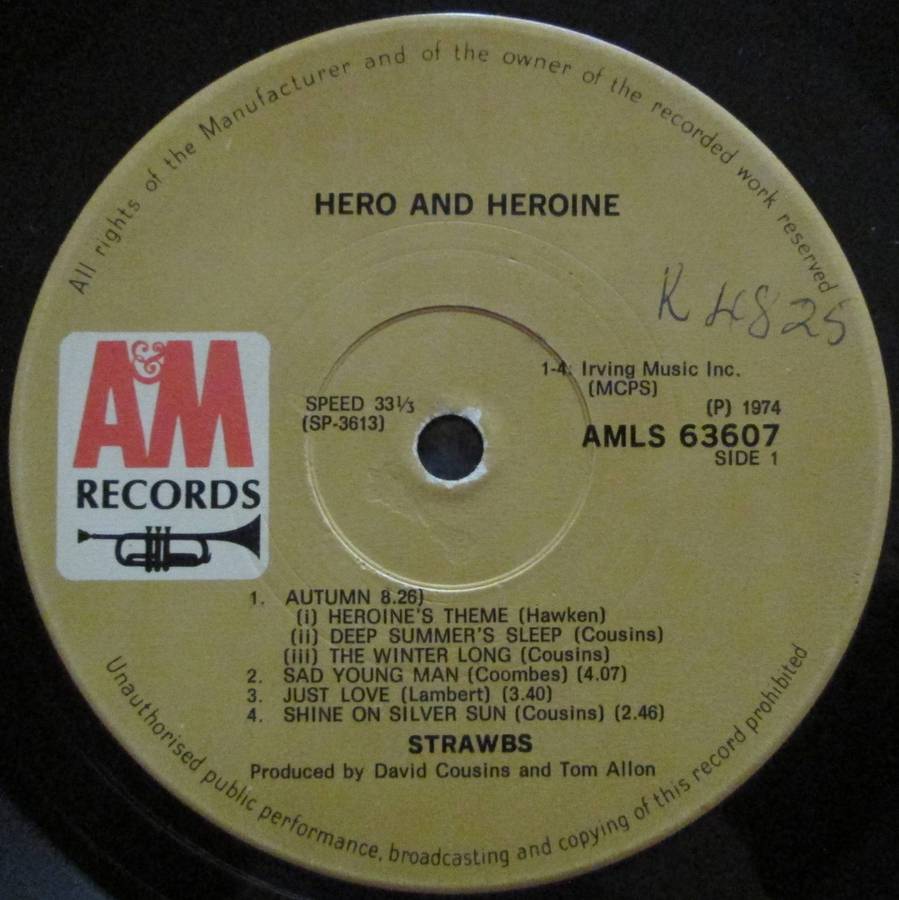 All rights of the Manufacturer and of the owner of the recorded work reserved
HERO AND HEROINE
K 4825
A&M
RECORDS
SPEED 33⅓
(SP-3613)
1-4: Irving Music Inc.
(MCPS)
(P) 1974
AMLS 63607
SIDE 1
1. AUTUMN 8.26)
(i) HEROINE'S THEME (Hawken)
(ii) DEEP SUMMER'S SLEEP (Cousins)
(iii) THE WINTER LONG (Cousins)
2. SAD YOUNG MAN (Coombes) (4.07)
3. JUST LOVE (Lambert) (3.40)
4. SHINE ON SILVER SUN (Cousins) (2.46)
STRAWBS
Produced by David Cousins and Tom Allon
Unauthorised public performance, broadcasting and copying of this record prohibited